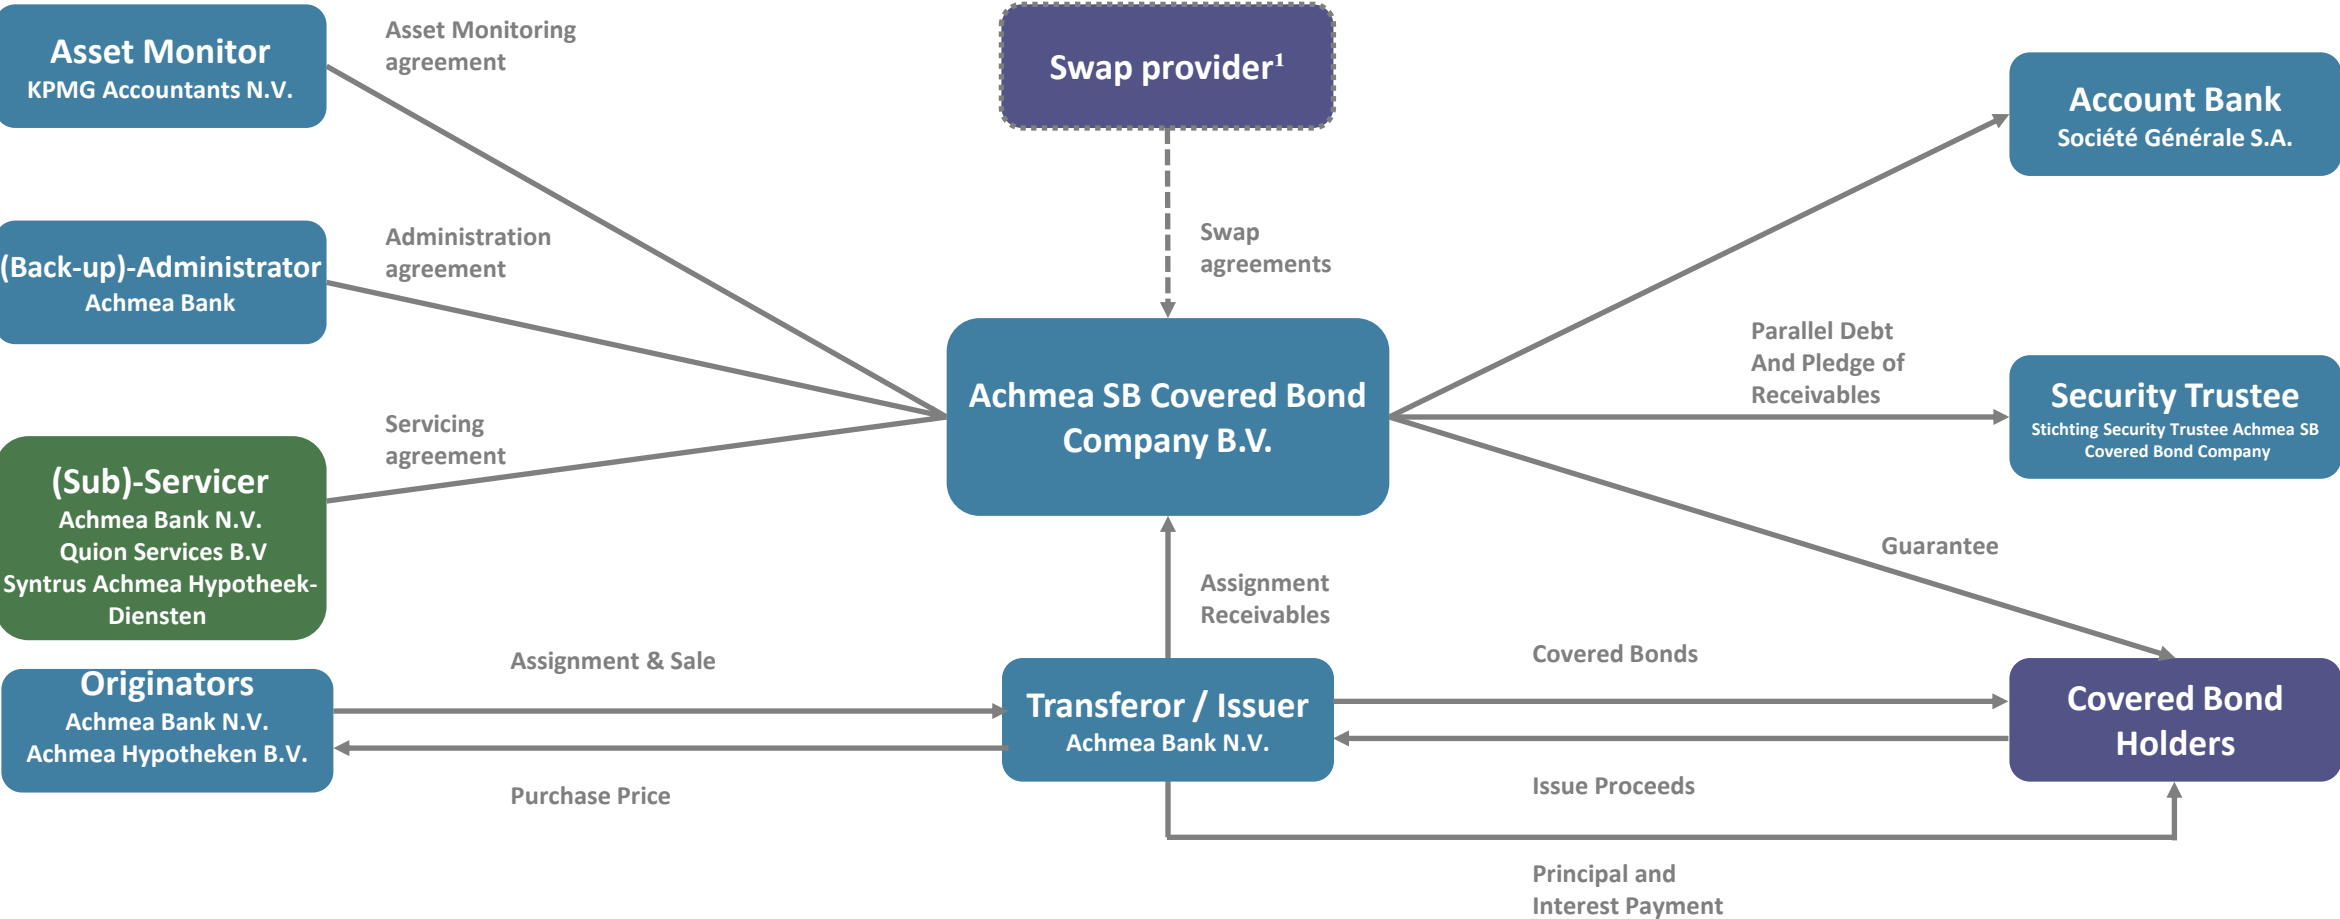 Asset Monitor
KPMG Accountants N.V.
Asset Monitoring
agreement
Swap provider¹
Account Bank
Société Générale S.A.
(Back-up)-Administrator
Achmea Bank
Administration
agreement
Swap
agreements
Achmea SB Covered Bond
Company B.V.
Parallel Debt
And Pledge of
Receivables
Security Trustee
Stichting Security Trustee Achmea SB
Covered Bond Company
(Sub)-Servicer
Achmea Bank N.V.
Quion Services B.V
Syntrus Achmea Hypotheek-
Diensten
Servicing
agreement
Guarantee
Assignment
Receivables
Originators
Achmea Bank N.V.
Achmea Hypotheken B.V.
Assignment & Sale
Purchase Price
Transferor / Issuer
Achmea Bank N.V.
Covered Bonds
Issue Proceeds
Covered Bond
Holders
Principal and
Interest Payment